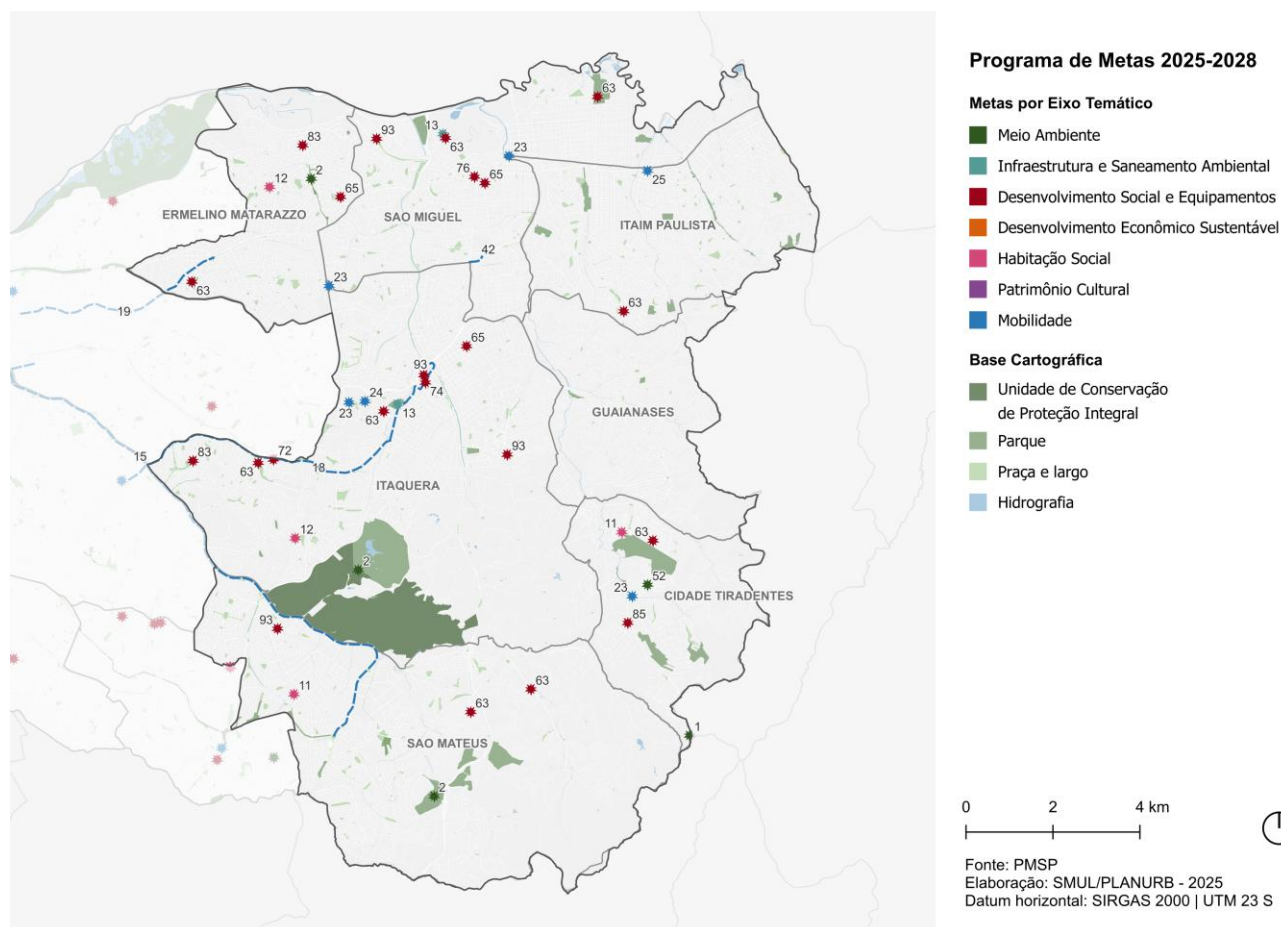 63
83
93
13
63
23
12
2
76
65
25
65
ERMELINO MATARAZZO
SAO MIGUEL
ITAIM PAULISTA
42
23
63
19
63
65
93
74
GUAIANASES
23
24
63
13
15
83
63
72
18
93
ITAQUERA
12
11
63
2
52
23
CIDADE TIRADENTES
93
85
11
63
63
1
SAO MATEUS
2
Programa de Metas 2025-2028
Metas por Eixo Temático
Meio Ambiente
Infraestrutura e Saneamento Ambiental
Desenvolvimento Social e Equipamentos
Desenvolvimento Econômico Sustentável
Habitação Social
Patrimônio Cultural
Mobilidade
Base Cartográfica
Unidade de Conservação
de Proteção Integral
Parque
Praça e largo
Hidrografia
0 2 4 km
Fonte: PMSP
Elaboração: SMUL/PLANURB - 2025
Datum horizontal: SIRGAS 2000 | UTM 23 S